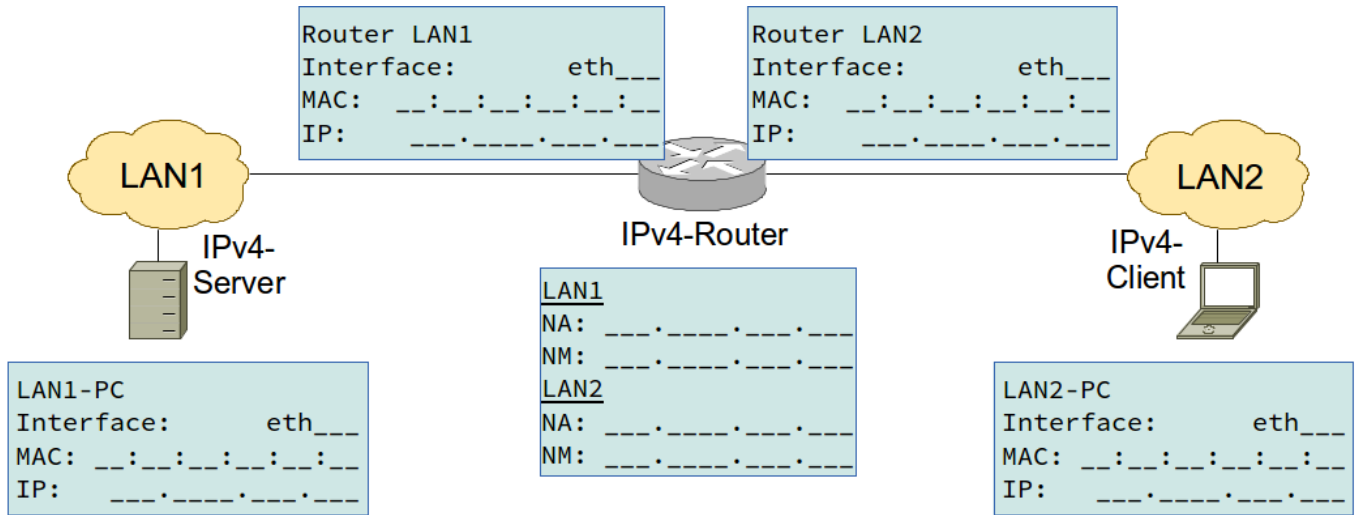 Router LAN1
Interface:      eth___
MAC:  __:__:__:__:__:__
IP:    ___.____.___.___
Router LAN2
Interface:      eth___
MAC:  __:__:__:__:__:__
IP:    ___.____.___.___
LAN1
LAN2
IPv4-Router
IPv4-
Server
IPv4-
Client
LAN1
NA: ___.____.___.___
NM: ___.____.___.___
LAN2
NA: ___.____.___.___
NM: ___.____.___.___
LAN1-PC
Interface:      eth___
MAC: __:__:__:__:__:__
IP:   ___.____.___.___
LAN2-PC
Interface:      eth___
MAC: __:__:__:__:__:__
IP:   ___.____.___.___